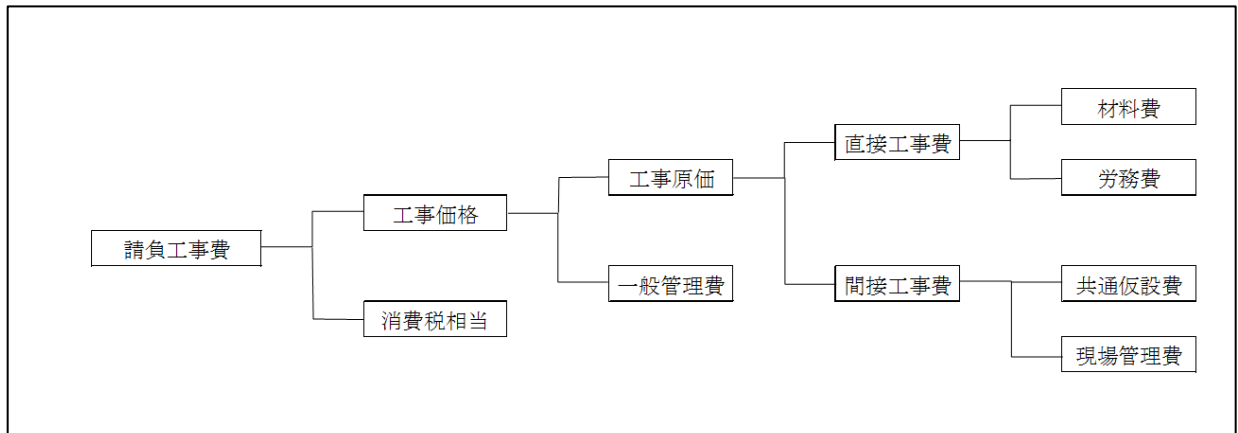 請負工事費
工事価格
消費税相当
工事原価
一般管理費
直接工事費
間接工事費
材料費
労務費
共通仮設費
現場管理費